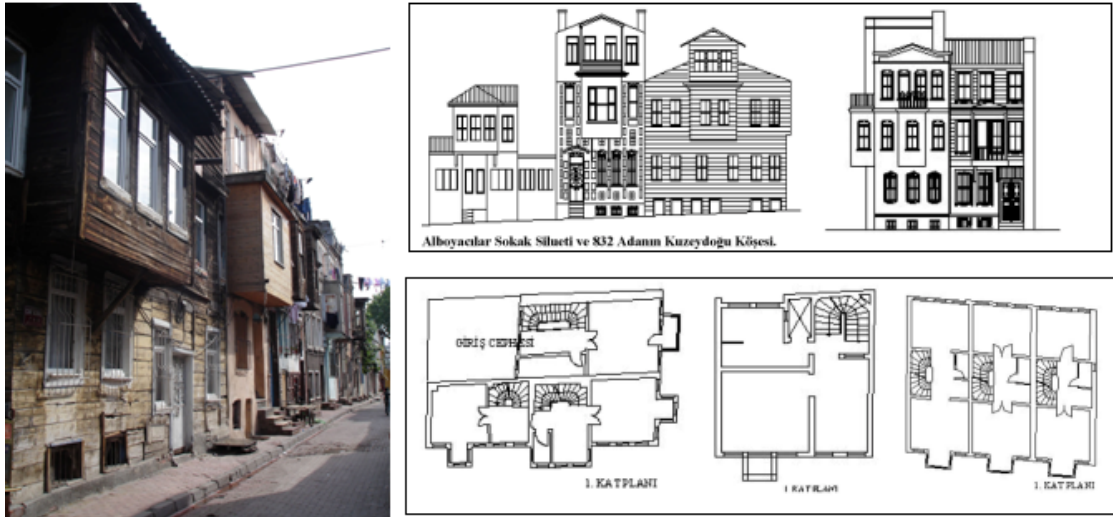 Alboyacılar Sokak Silueti ve 832 Adanın Kuzeydoğu Köşesi.
GİRİŞ CEPHESİ
1. KAT PLANI
1. KAT PLANI
1. KAT PLANI